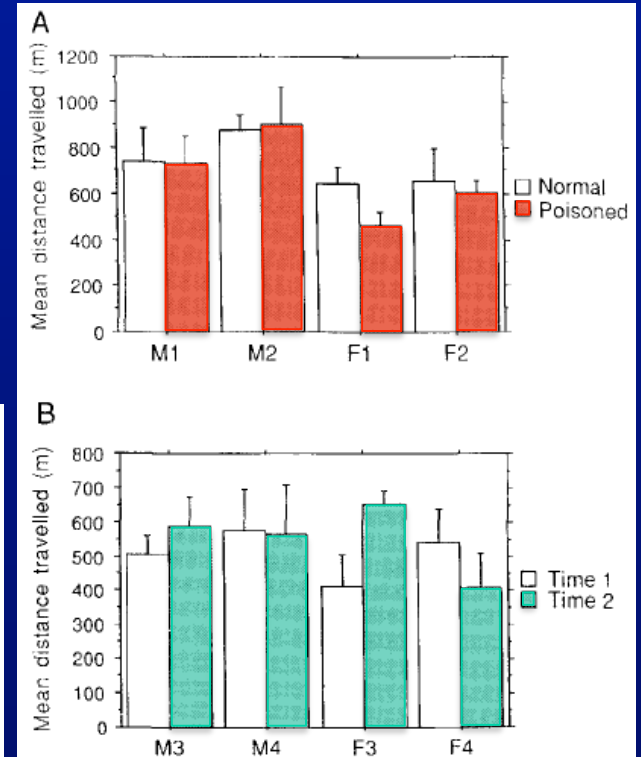 A
Mean distance travelled (m)
1200
1000
800
600
400
200
0
M1 M2 F1 F2
Normal
Poisoned
B
Mean distance travelled (m)
800
700
600
500
400
300
200
100
0
M3 M4 F3 F4
Time 1
Time 2